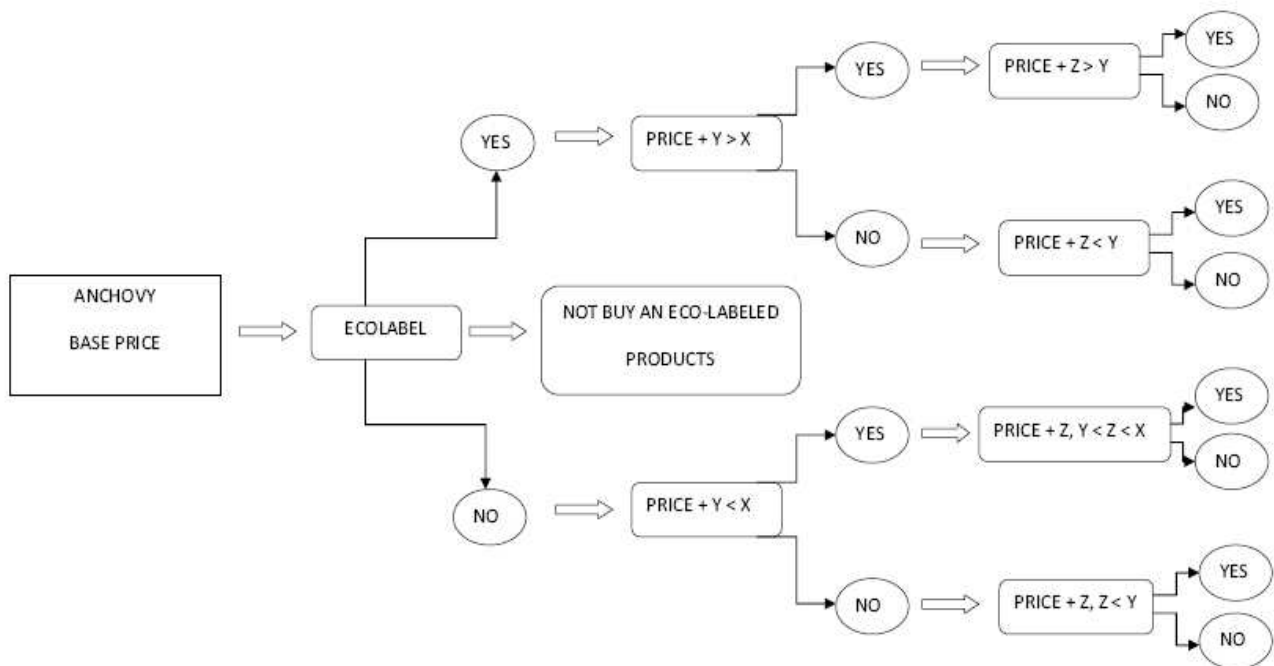 YES
YES
PRICE + Z > Y
NO
YES
PRICE + Y > X
YES
NO
PRICE + Z < Y
NO
ANCHOVY
BASE PRICE
ECOLABEL
NOT BUY AN ECO-LABELED
PRODUCTS
YES
YES
PRICE + Z, Y < Z < X
NO
NO
PRICE + Y < X
YES
NO
PRICE + Z, Z < Y
NO